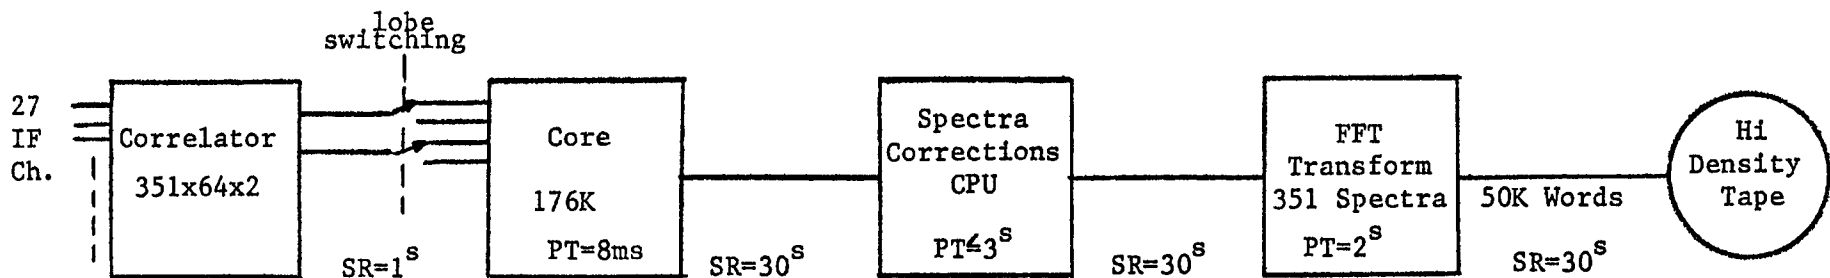 lobe
switching
27
IF
Ch.
Correlator
351x64x2
SR=1s
Core
176K
PT=8ms
SR=30s
Spectra
Corrections
CPU
PT≤3s
SR=30s
FFT
Transform
351 Spectra
PT=2s
50K Words
SR=30s
Hi
Density
Tape